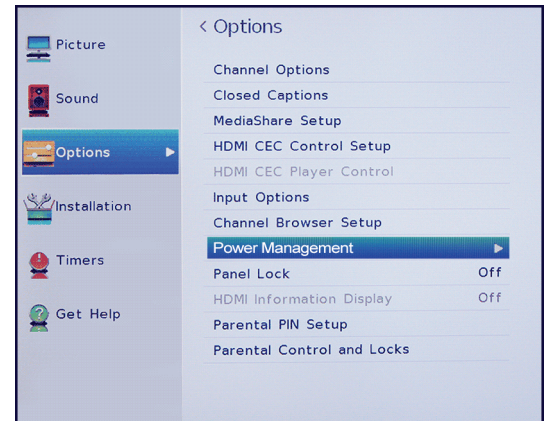 Picture
Sound
Options
Installation
Timers
Get Help
< Options
Channel Options
Closed Captions
MediaShare Setup
HDMI CEC Control Setup
HDMI CEC Player Control
Input Options
Channel Browser Setup
Power Management
Panel Lock Off
HDMI Information Display Off
Parental PIN Setup
Parental Control and Locks